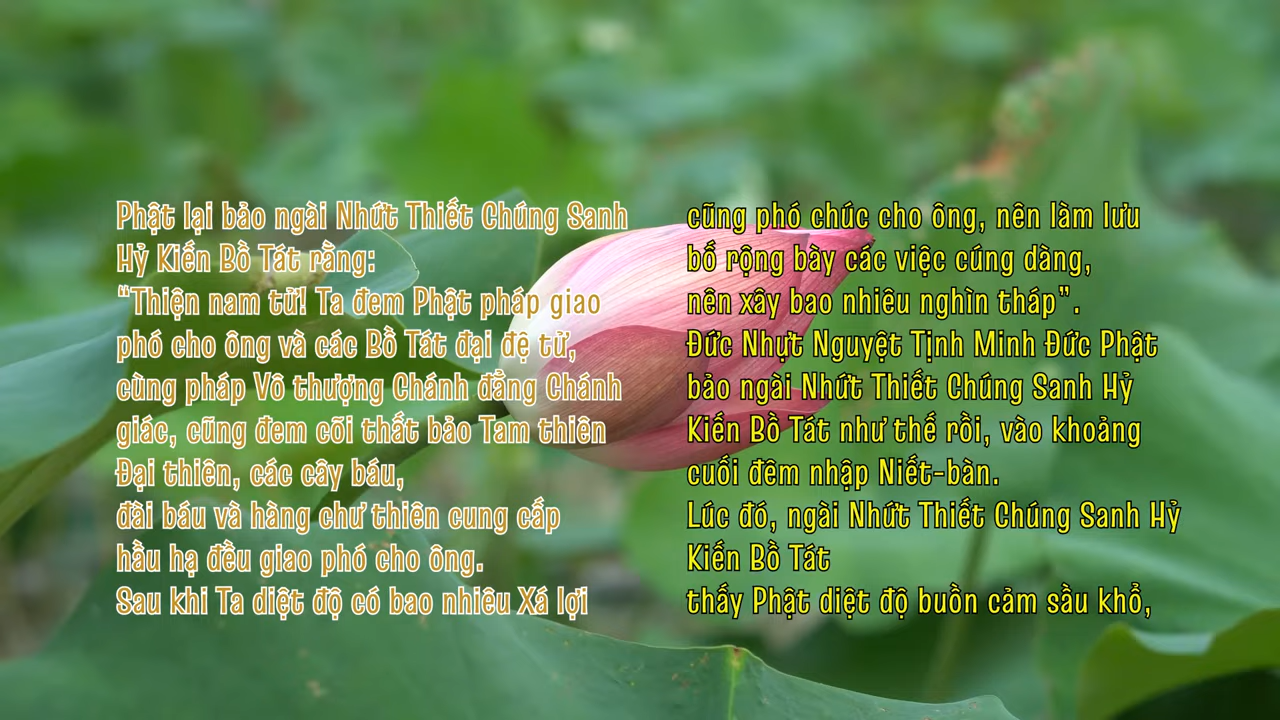 Phật lại bảo ngài Nhứt Thiết Chúng Sanh
Hỷ Kiến Bồ Tát rằng:
“Thiện nam tử! Ta đem Phật pháp giao
phó cho ông và các Bồ Tát đại đệ tử,
cùng pháp Vô thượng Chánh đẳng Chánh
giác, cũng đem cõi thất bảo Tam thiên
Đại thiên, các cây báu,
đài báu và hàng chư thiên cung cấp
hầu hạ đều giao phó cho ông.
Sau khi Ta diệt độ có bao nhiêu Xá lợi
cũng phó chúc cho ông, nên làm lưu
bố rộng bày các việc cúng dàng,
nên xây bao nhiêu nghìn tháp”.
Đức Nhựt Nguyệt Tịnh Minh Đức Phật
bảo ngài Nhứt Thiết Chúng Sanh Hỷ
Kiến Bồ Tát như thế rồi, vào khoảng
cuối đêm nhập Niết-bàn.
Lúc đó, ngài Nhứt Thiết Chúng Sanh Hỷ
Kiến Bồ Tát
thấy Phật diệt độ buồn cảm sầu khổ,